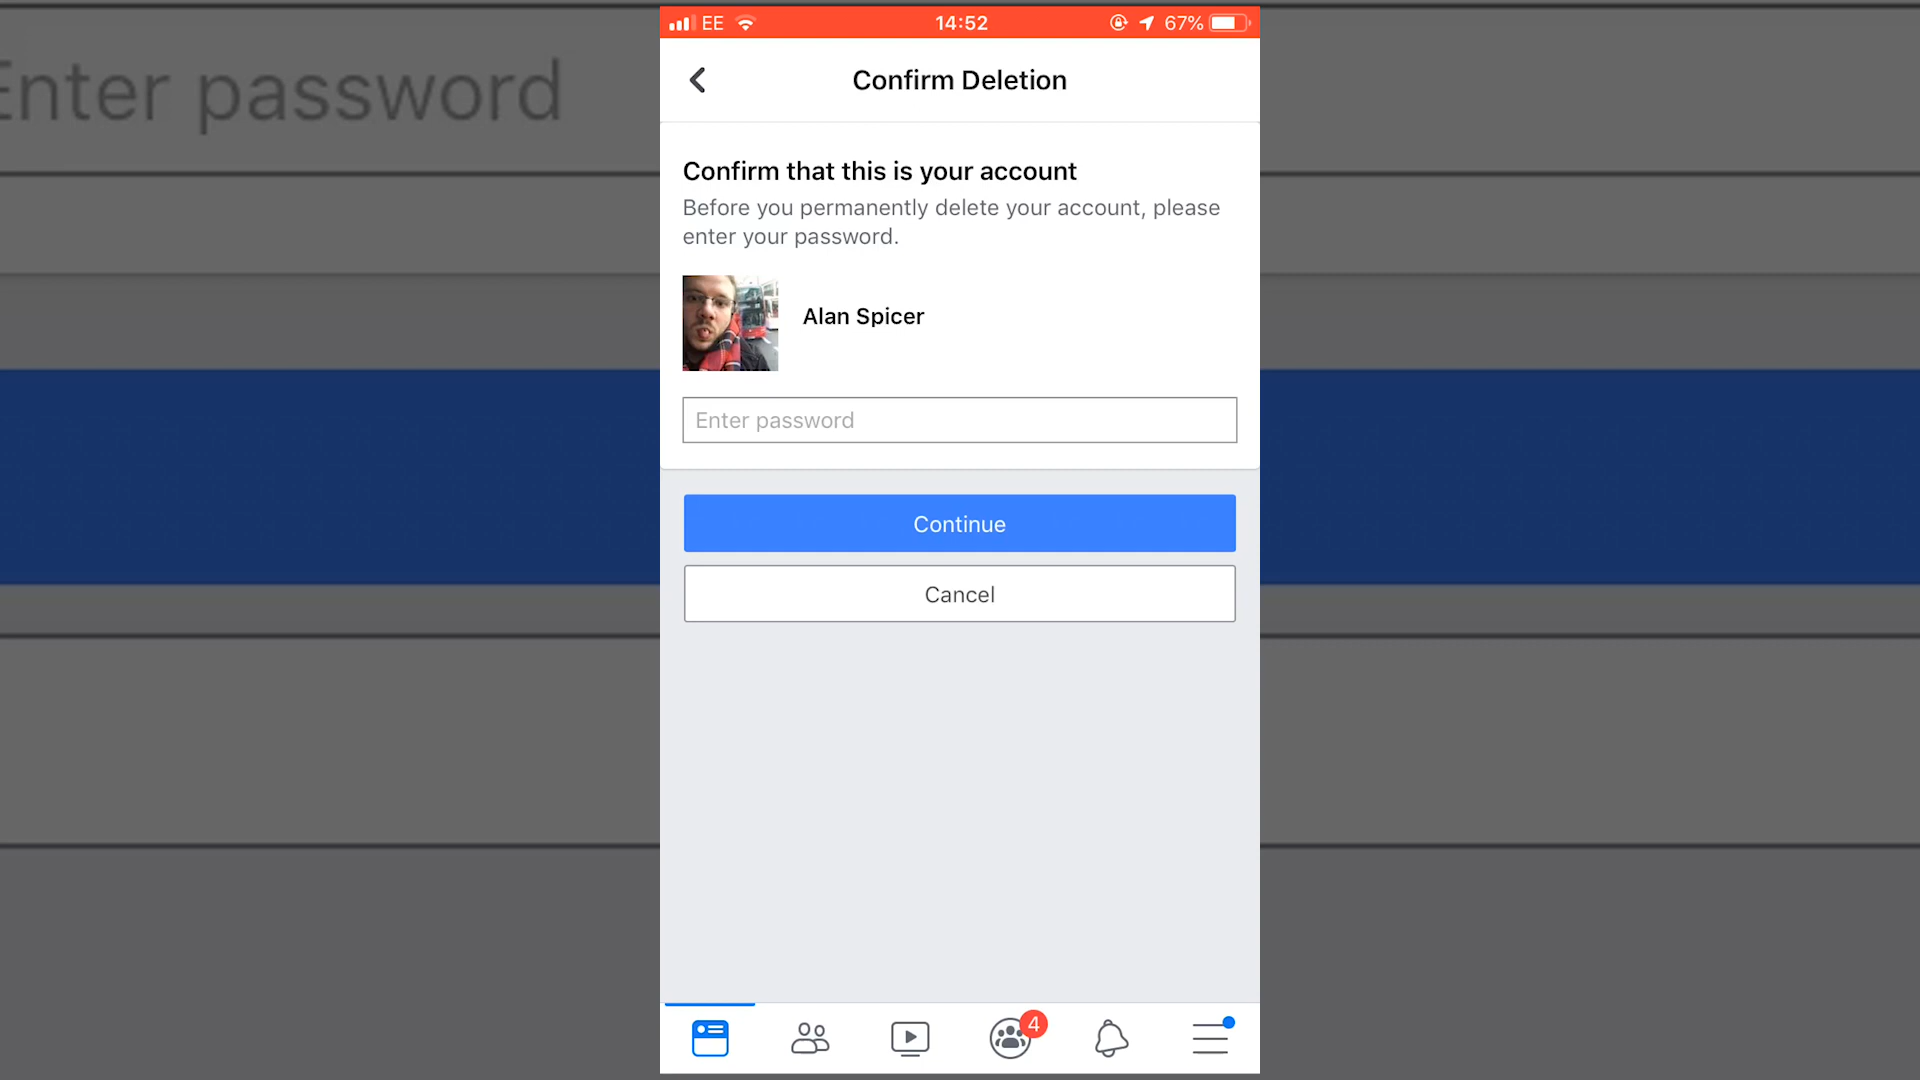 Enter password
EE 14:52 67%
Confirm Deletion
Confirm that this is your account
Before you permanently delete your account, please
enter your password.
Alan Spicer
Enter password
Continue
Cancel
4